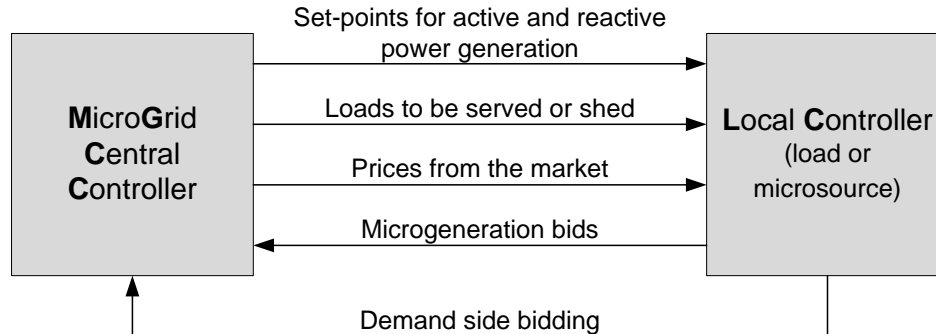 Set-points for active and reactive
power generation
MicroGrid
Central
Controller
Loads to be served or shed
Local Controller
(load or
microsource)
Prices from the market
Microgeneration bids
Demand side bidding